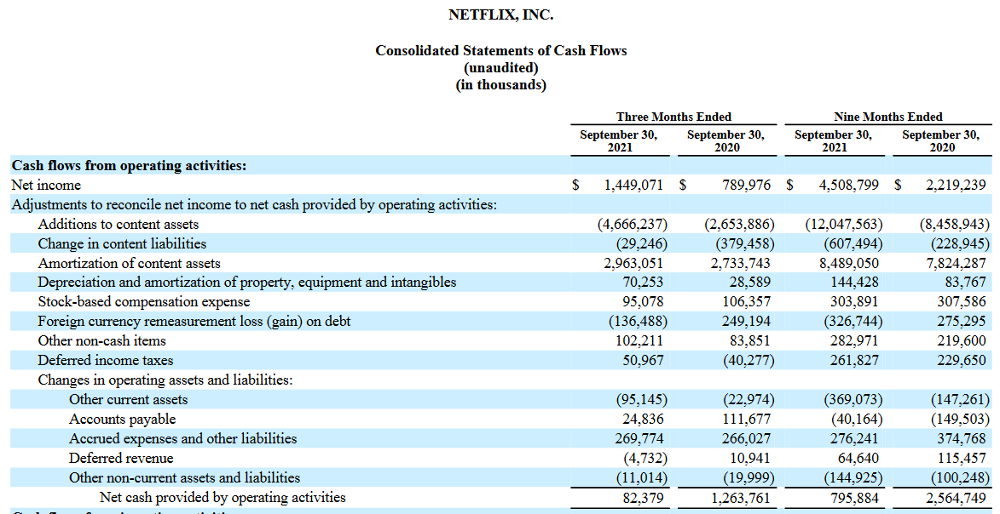 NETFLIX, INC.
Consolidated Statements of Cash Flows
(unaudited)
(in thousands)
Three Months Ended Nine Months Ended
September 30, 2021 September 30, 2020 September 30, 2021 September 30, 2020
Cash flows from operating activities:
Net income $ 1,449,071 $ 789,976 $ 4,508,799 $ 2,219,239
Adjustments to reconcile net income to net cash provided by operating activities:
Additions to content assets (4,666,237) (2,653,886) (12,047,563) (8,458,943)
Change in content liabilities (29,246) (379,458) (607,494) (228,945)
Amortization of content assets 2,963,051 2,733,743 8,489,050 7,824,287
Depreciation and amortization of property, equipment and intangibles 70,253 28,589 144,428 83,767
Stock-based compensation expense 95,078 106,357 303,891 307,586
Foreign currency remeasurement loss (gain) on debt (136,488) 249,194 (326,744) 275,295
Other non-cash items 102,211 83,851 282,971 219,600
Deferred income taxes 50,967 (40,277) 261,827 229,650
Changes in operating assets and liabilities:
Other current assets (95,145) (22,974) (369,073) (147,261)
Accounts payable 24,836 111,677 (40,164) (149,503)
Accrued expenses and other liabilities 269,774 266,027 276,241 374,768
Deferred revenue (4,732) 10,941 64,640 115,457
Other non-current assets and liabilities (11,014) (19,999) (144,925) (100,248)
Net cash provided by operating activities 82,379 1,263,761 795,884 2,564,749